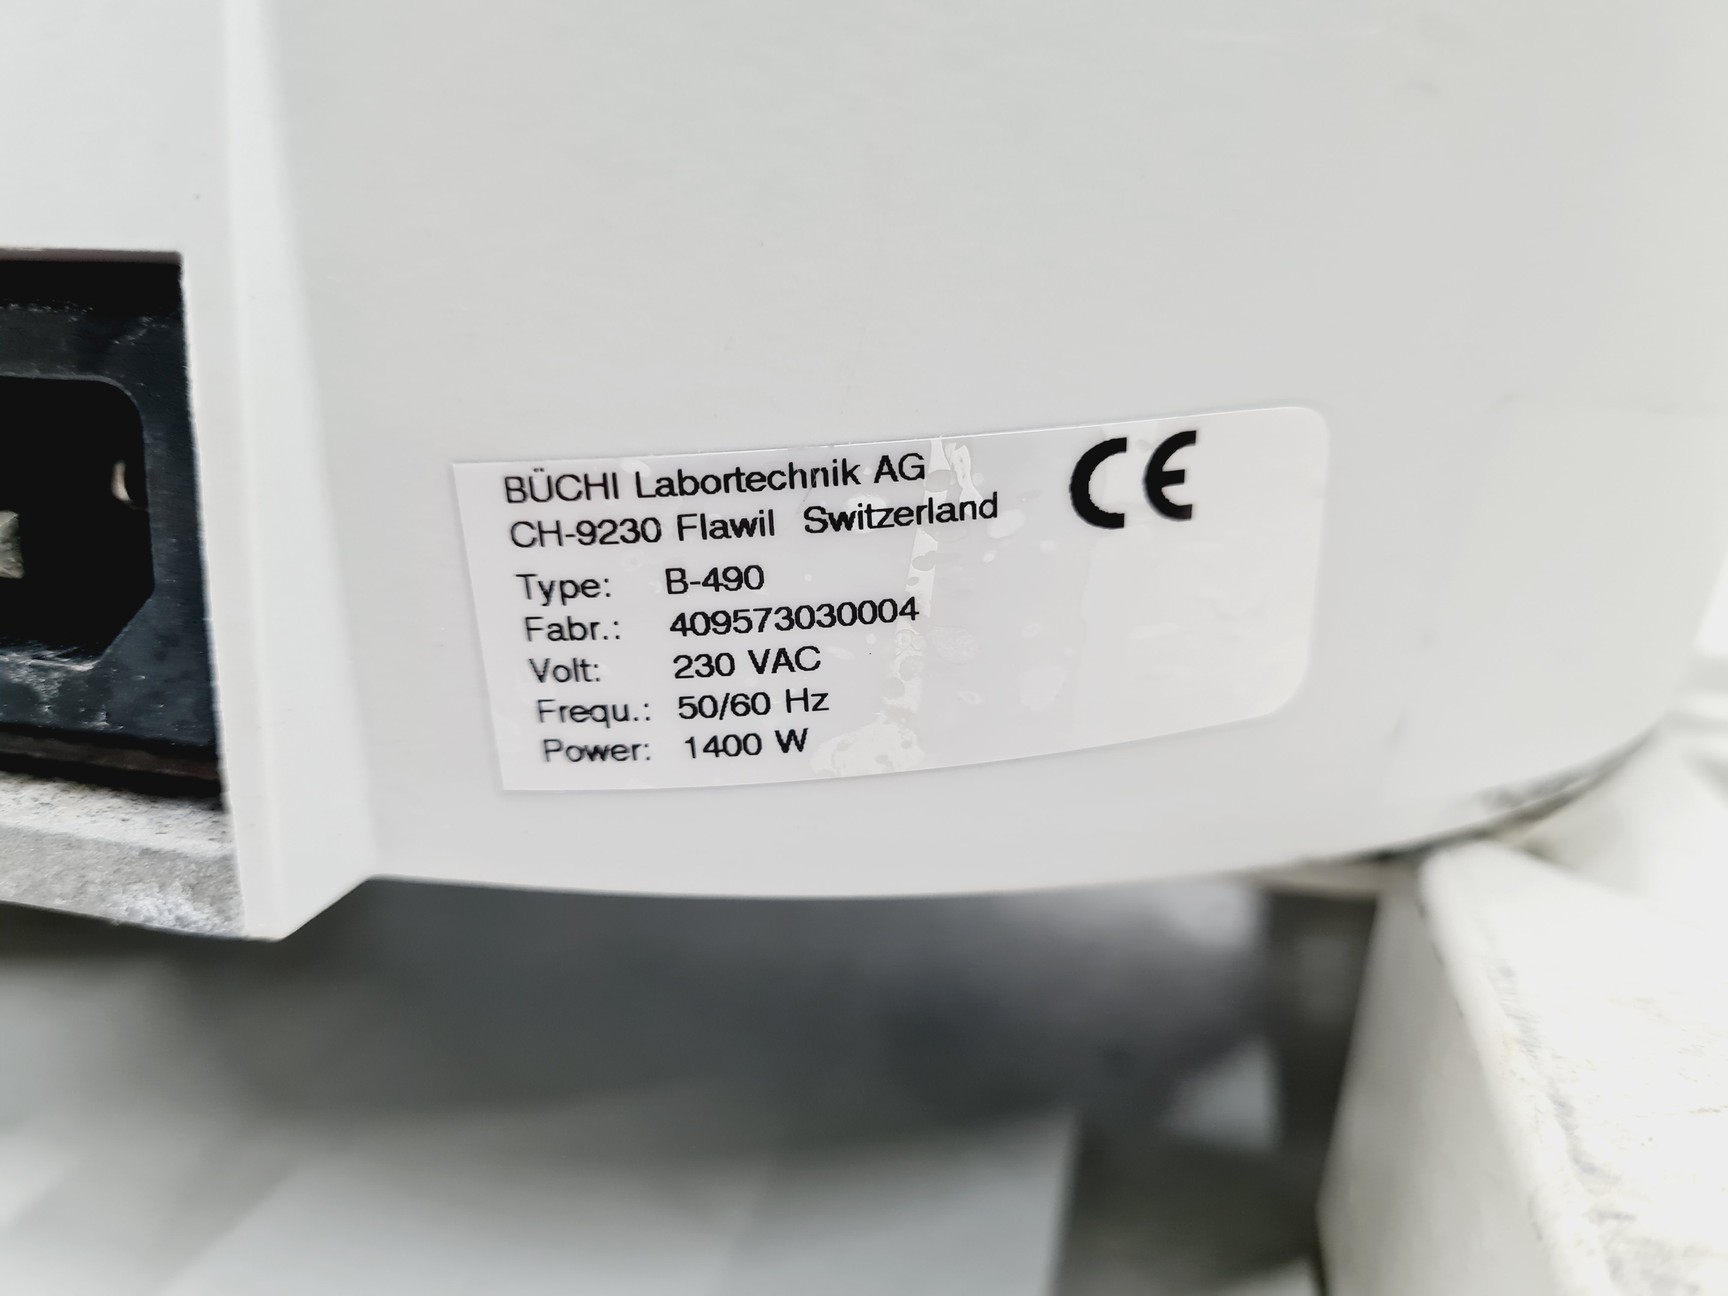 BÜCHI Labortechnik AG
CH-9230 Flawil Switzerland
CE
Type: B-490
Fabr.: 409573030004
Volt: 230 VAC
Frequ.: 50/60 Hz
Power: 1400 W